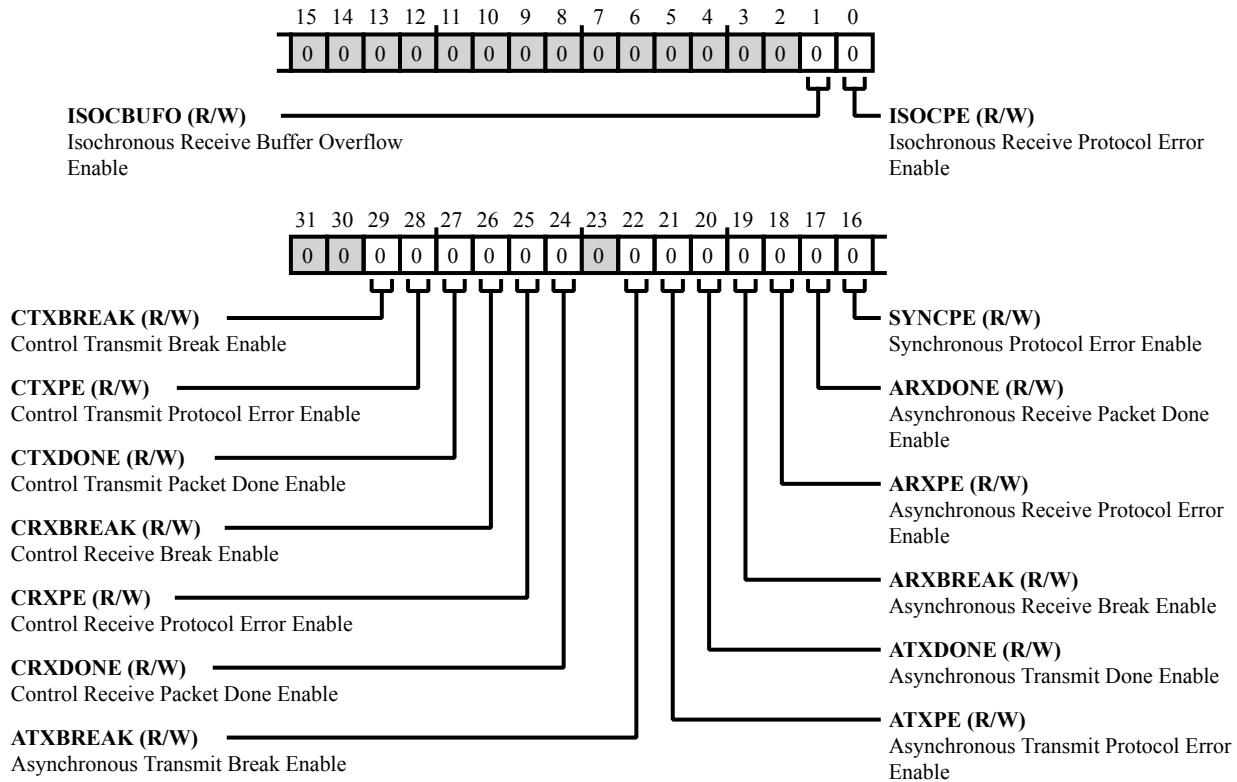 15 14 13 12 11 10 9 8 7 6 5 4 3 2 1 0
0 0 0 0 0 0 0 0 0 0 0 0 0 0 0 0
ISOCBUFO (R/W)
Isochronous Receive Buffer Overflow
Enable
ISOCPE (R/W)
Isochronous Receive Protocol Error
Enable
31 30 29 28 27 26 25 24 23 22 21 20 19 18 17 16
0 0 0 0 0 0 0 0 0 0 0 0 0 0 0 0
CTXBREAK (R/W)
Control Transmit Break Enable
CTXPE (R/W)
Control Transmit Protocol Error Enable
CTXDONE (R/W)
Control Transmit Packet Done Enable
CRXBREAK (R/W)
Control Receive Break Enable
CRXPE (R/W)
Control Receive Protocol Error Enable
CRXDONE (R/W)
Control Receive Packet Done Enable
ATXBREAK (R/W)
Asynchronous Transmit Break Enable
SYNCPE (R/W)
Synchronous Protocol Error Enable
ARXDONE (R/W)
Asynchronous Receive Packet Done
Enable
ARXPE (R/W)
Asynchronous Receive Protocol Error
Enable
ARXBREAK (R/W)
Asynchronous Receive Break Enable
ATXDONE (R/W)
Asynchronous Transmit Done Enable
ATXPE (R/W)
Asynchronous Transmit Protocol Error
Enable